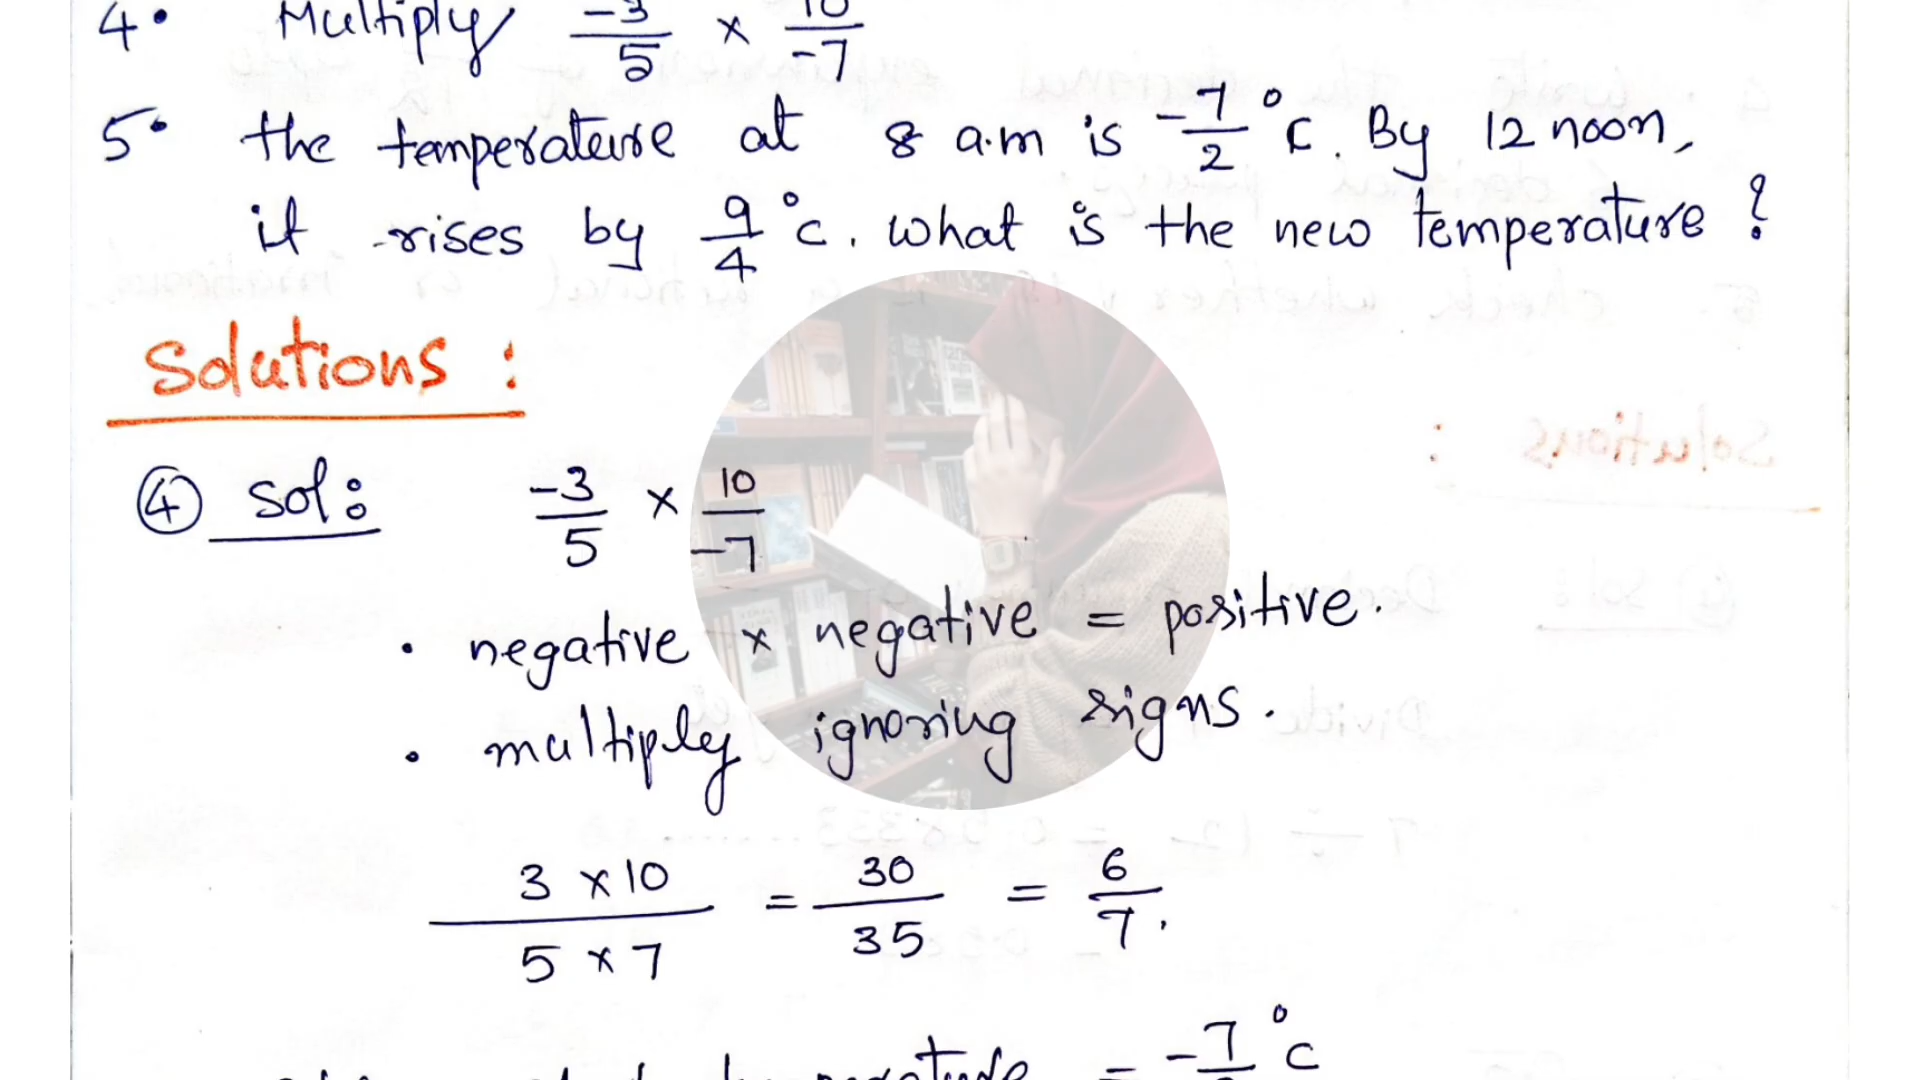 4. Multiply -3/5 × 10/-7
5. the temperature at 8 a.m is -7/2 °C. By 12 noon,
it rises by 9/4 °C. what is the new temperature ?
Solutions :
④ Sol: -3/5 × 10/-7
• negative × negative = positive.
• multiply ignoring signs.
3 × 10 / 5 × 7 = 30/35 = 6/7.
temperature = -7/ °C